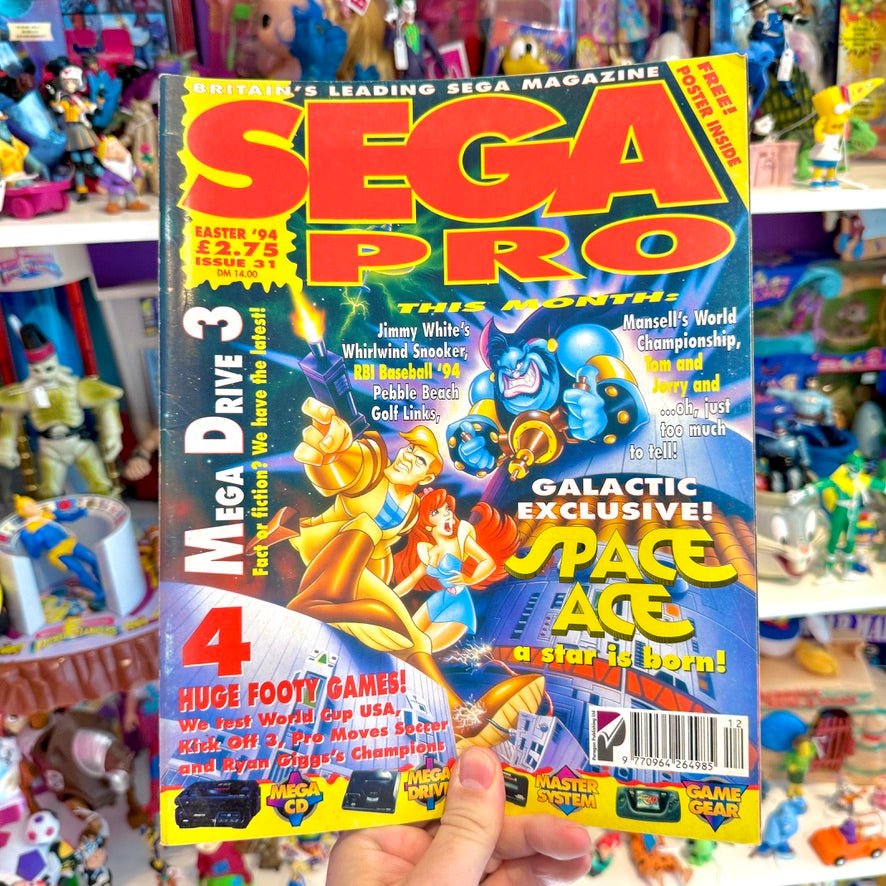 BRITAIN'S LEADING SEGA MAGAZINE
FREE!
POSTER INSIDE
SEGA
PRO
EASTER '94
£2.75
ISSUE 31
DM 14.00
THIS MONTH:
Jimmy White's
Whirlwind Snooker,
RBI Baseball '94
Pebble Beach
Golf Links,
Mansell's World
Championship,
Tom and
Jerry and
...oh, just
too much
to tell!
MEGA DRIVE 3
Fact or fiction? We have the latest!
GALACTIC
EXCLUSIVE!
SPACE
ACE
a star is born!
4
HUGE FOOTY GAMES!
We test World Cup USA,
Kick Off 3, Pro Moves Soccer
and Ryan Giggs's Champions
Paragon Publishing Ltd
12
9 770964 264985
MEGA
CD
MEGA
DRIVE
MASTER
SYSTEM
GAME
GEAR